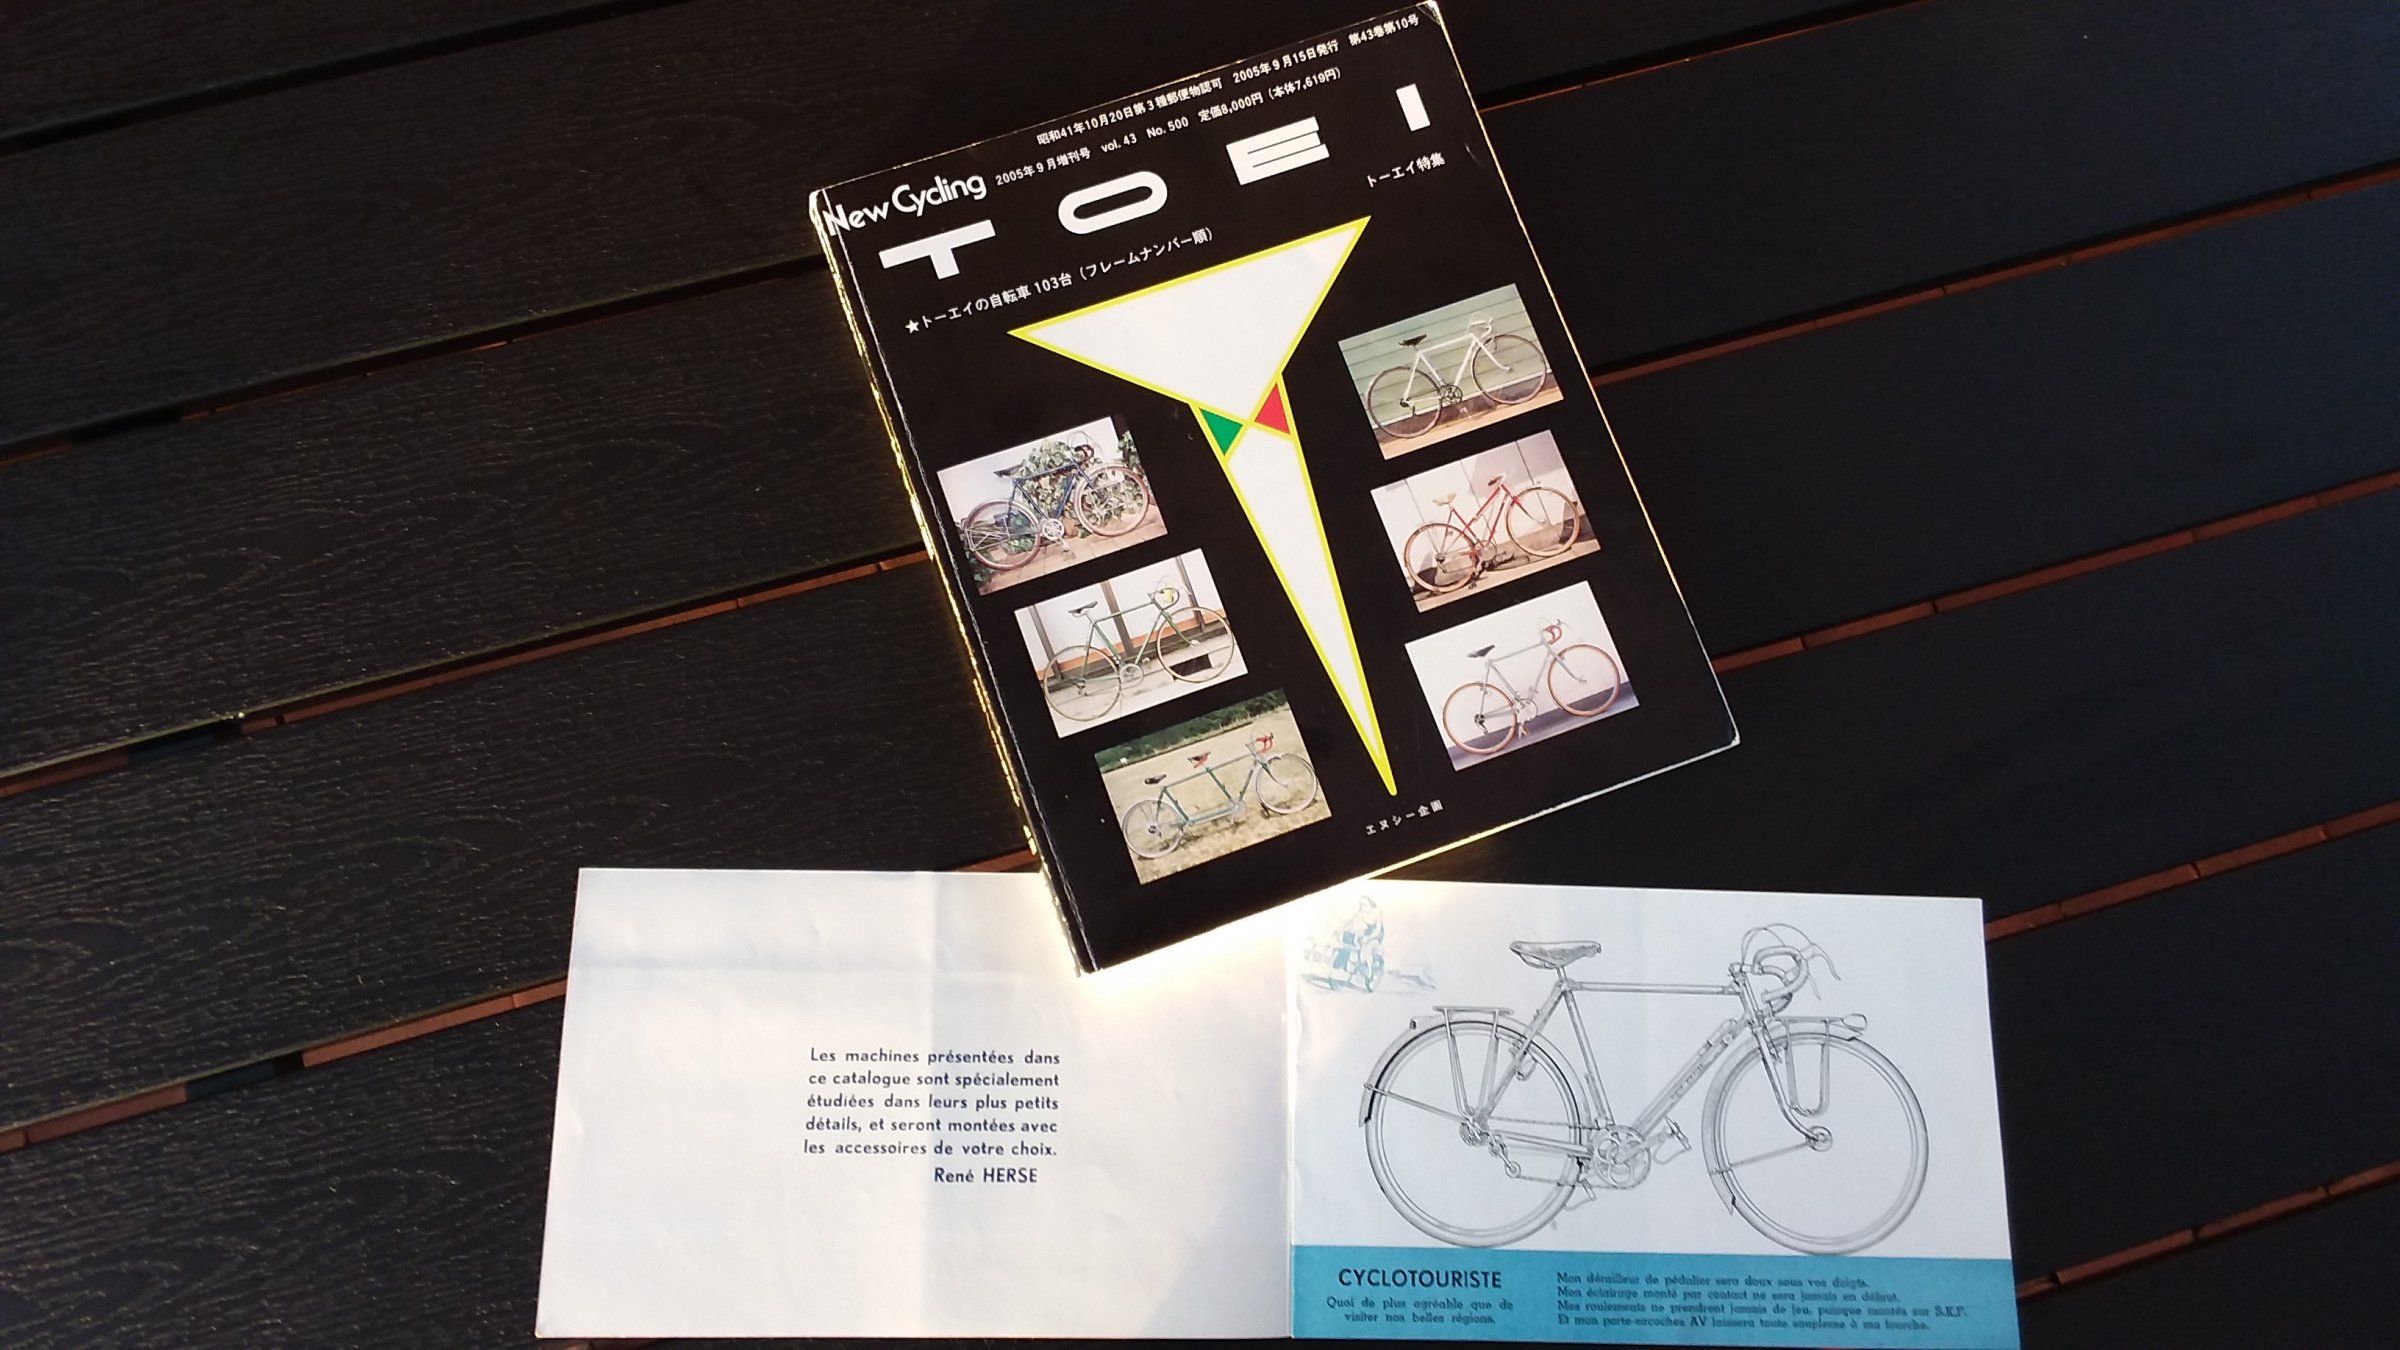 昭和41年10月20日第3種郵便物認可　2005年9月15日発行　第43巻第10号
New Cycling 2005年9月増刊号　vol. 43　No. 500　定価8,000円（本体7,619円）
TOEI
トーエイ特集
★トーエイの自転車103台（フレームナンバー順）
エヌシー企画
Les machines présentées dans
ce catalogue sont spécialement
étudiées dans leurs plus petits
détails, et seront montées avec
les accessoires de votre choix.
René HERSE
CYCLOTOURISTE
Quoi de plus agréable que de
visiter nos belles régions.
Mon dérailleur de pédalier sera doux sous vos doigts.
Mon éclairage monté par contact ne sera jamais en défaut.
Mes roulements ne prendront jamais de jeu, puisque montés sur S.K.F.
Et mon porte-sacoches AV laissera toute souplesse à ma fourche.